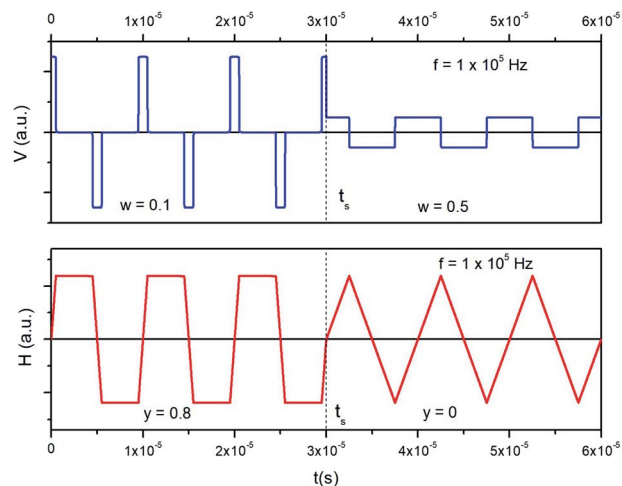 0 1x10⁻⁵ 2x10⁻⁵ 3x10⁻⁵ 4x10⁻⁵ 5x10⁻⁵ 6x10⁻⁵
f = 1 x 10⁵ Hz
V (a.u.)
w = 0.1
tₛ
w = 0.5
f = 1 x 10⁵ Hz
H (a.u.)
y = 0.8
tₛ
y = 0
0 1x10⁻⁵ 2x10⁻⁵ 3x10⁻⁵ 4x10⁻⁵ 5x10⁻⁵ 6x10⁻⁵
t(s)